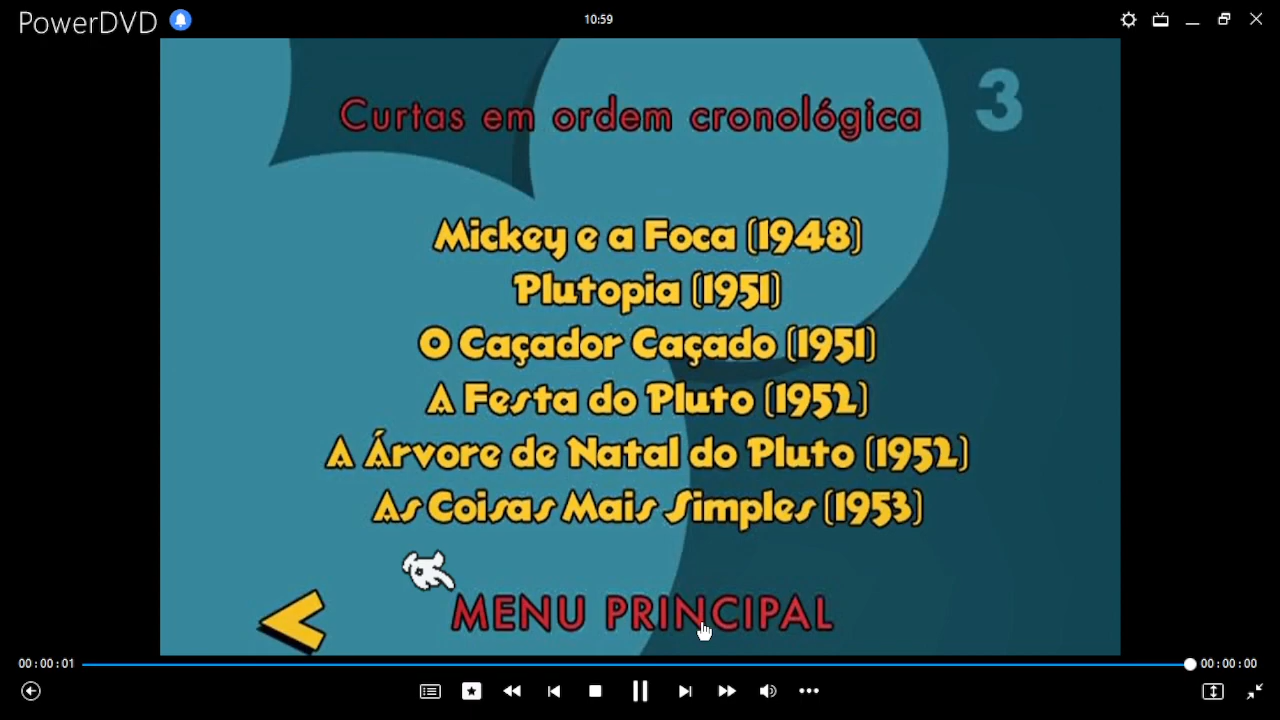 PowerDVD
10:59
Curtas em ordem cronológica
3
Mickey e a Foca (1948)
Plutopia (1951)
O Caçador Caçado (1951)
A Festa do Pluto (1952)
A Árvore de Natal do Pluto (1952)
As Coisas Mais Simples (1953)
MENU PRINCIPAL
00:00:01
00:00:00